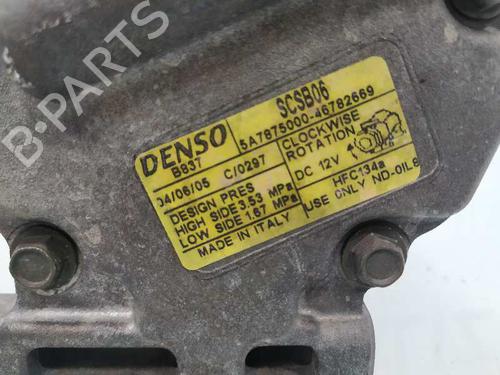 B-PARTS
DENSO SCSB06
B937 5A7875000-46782669
04/06/05 C/0297 CLOCKWISE
ROTATION
DESIGN PRES DC 12V
HIGH SIDE 3.53 MPa HFC134a
LOW SIDE 1.67 MPa USE ONLY ND-OIL8
MADE IN ITALY